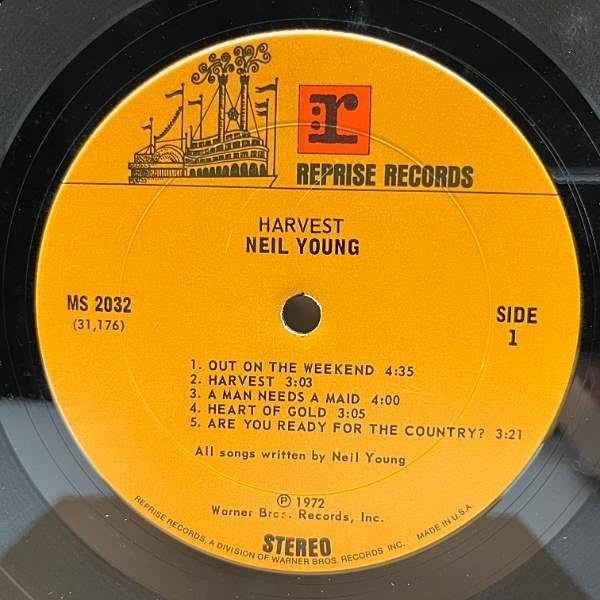 r
REPRISE RECORDS
HARVEST
NEIL YOUNG
MS 2032
(31,176)
SIDE
1
1. OUT ON THE WEEKEND 4:35
2. HARVEST 3:03
3. A MAN NEEDS A MAID 4:00
4. HEART OF GOLD 3:05
5. ARE YOU READY FOR THE COUNTRY? 3:21
All songs written by Neil Young
℗ 1972
Warner Bros. Records, Inc.
STEREO
REPRISE RECORDS, A DIVISION OF WARNER BROS. RECORDS INC. MADE IN U.S.A.